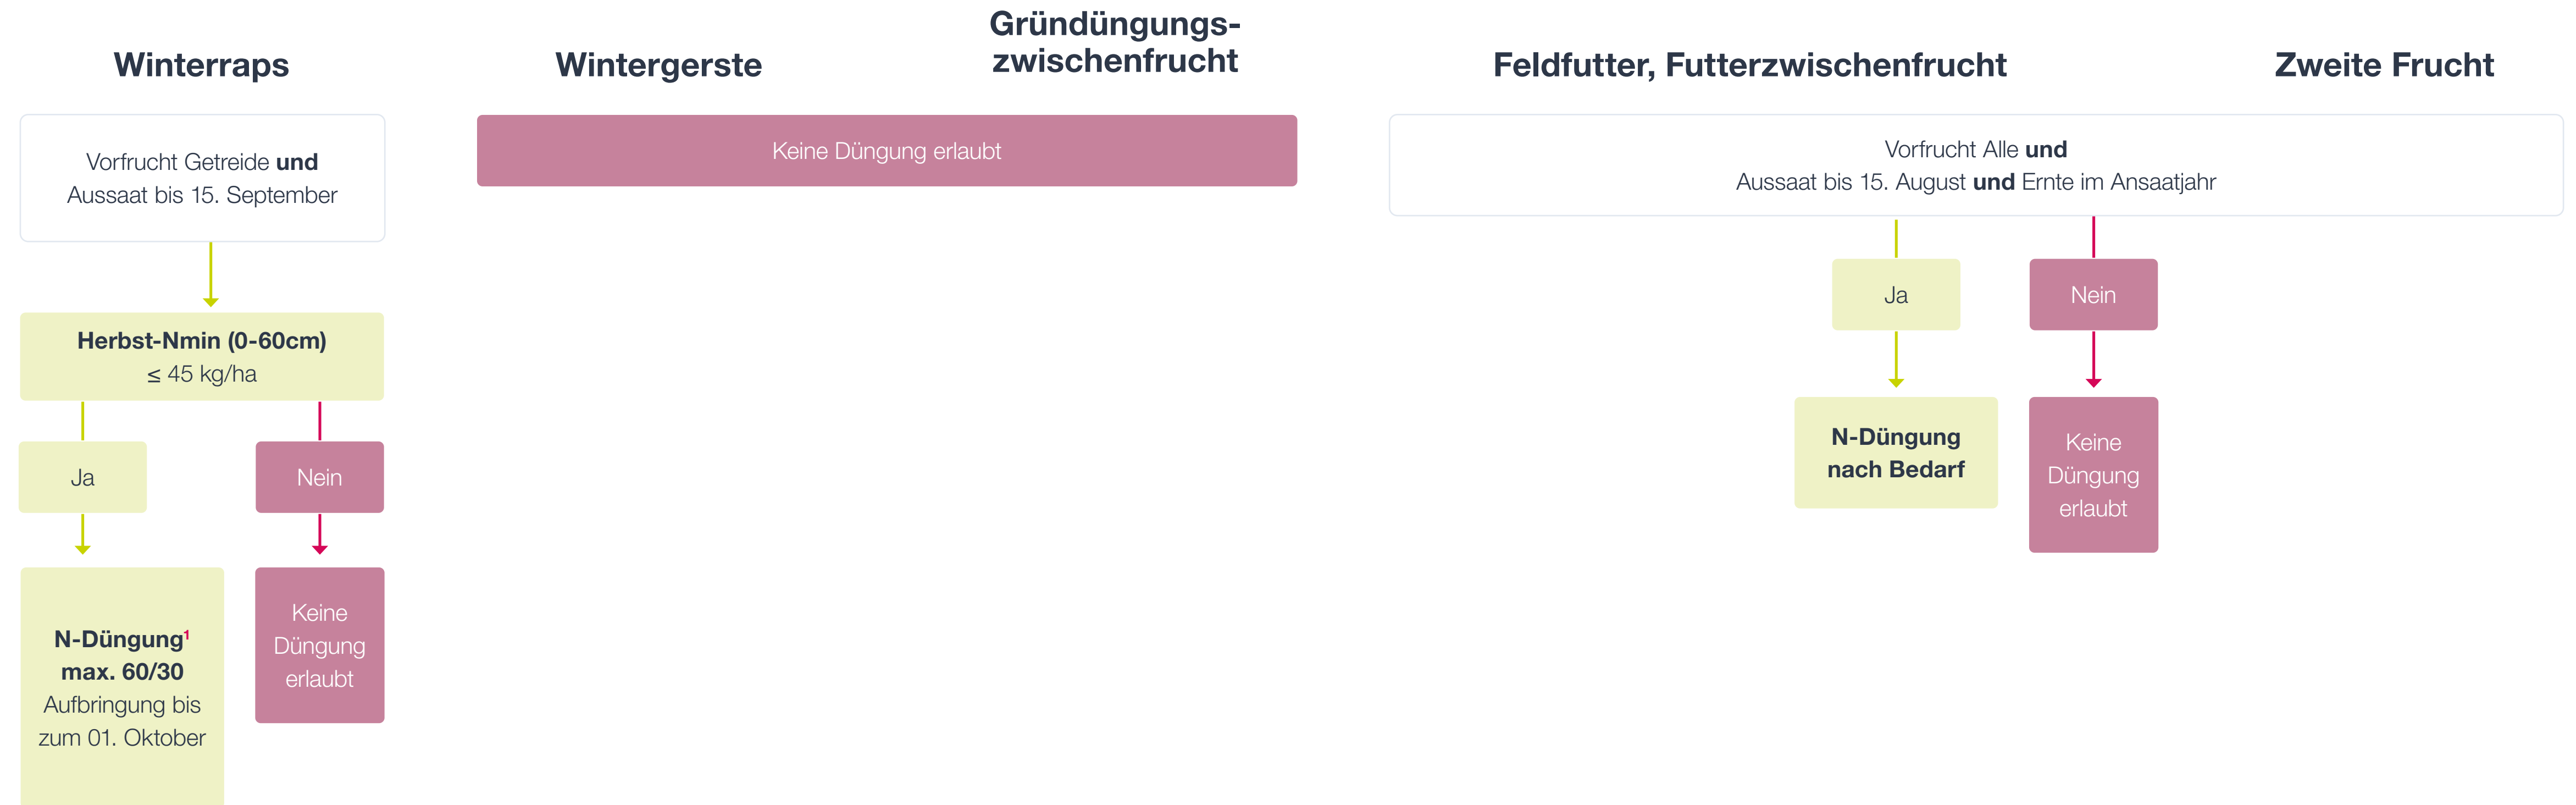 Winterraps
Wintergerste
Gründüngungs-
zwischenfrucht
Feldfutter, Futterzwischenfrucht
Zweite Frucht
Vorfrucht Getreide und
Aussaat bis 15. September
Keine Düngung erlaubt
Vorfrucht Alle und
Aussaat bis 15. August und Ernte im Ansaatjahr
Herbst-Nmin (0-60cm)
≤ 45 kg/ha
Ja
Nein
N-Düngung¹
max. 60/30
Aufbringung bis
zum 01. Oktober
Keine
Düngung
erlaubt
Ja
Nein
N-Düngung
nach Bedarf
Keine
Düngung
erlaubt